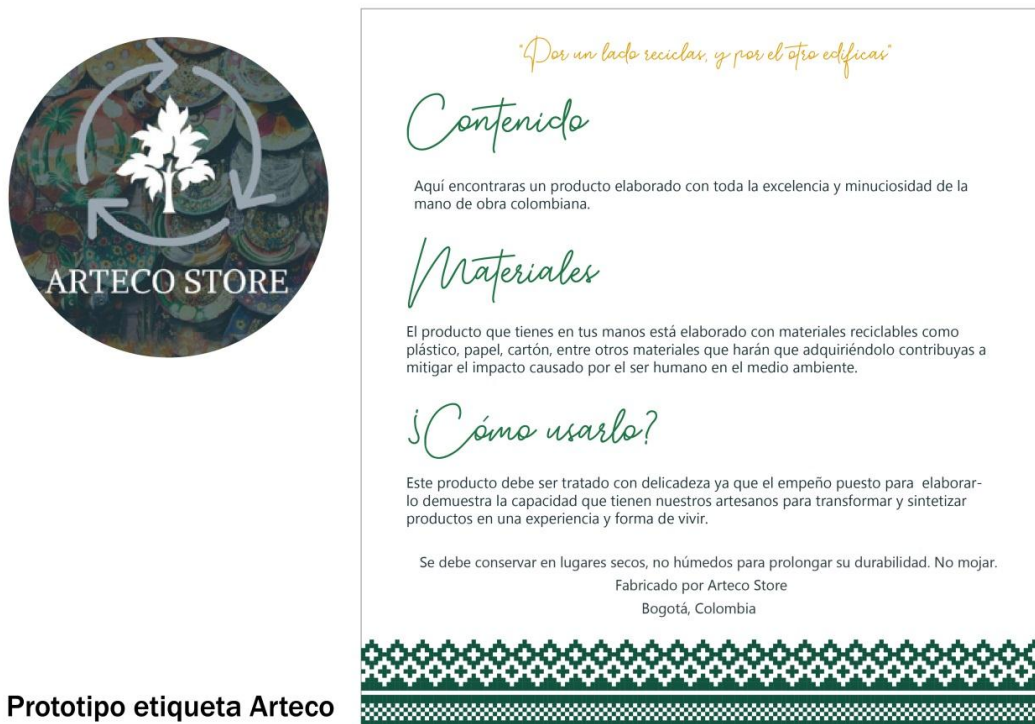 ARTECO STORE
"Por un lado reciclas, y por el otro edificas"
Contenido
Aquí encontraras un producto elaborado con toda la excelencia y minuciosidad de la
mano de obra colombiana.
Materiales
El producto que tienes en tus manos está elaborado con materiales reciclables como
plástico, papel, cartón, entre otros materiales que harán que adquiriéndolo contribuyas a
mitigar el impacto causado por el ser humano en el medio ambiente.
¿Cómo usarlo?
Este producto debe ser tratado con delicadeza ya que el empeño puesto para elaborar-
lo demuestra la capacidad que tienen nuestros artesanos para transformar y sintetizar
productos en una experiencia y forma de vivir.
Se debe conservar en lugares secos, no húmedos para prolongar su durabilidad. No mojar.
Fabricado por Arteco Store
Bogotá, Colombia
Prototipo etiqueta Arteco